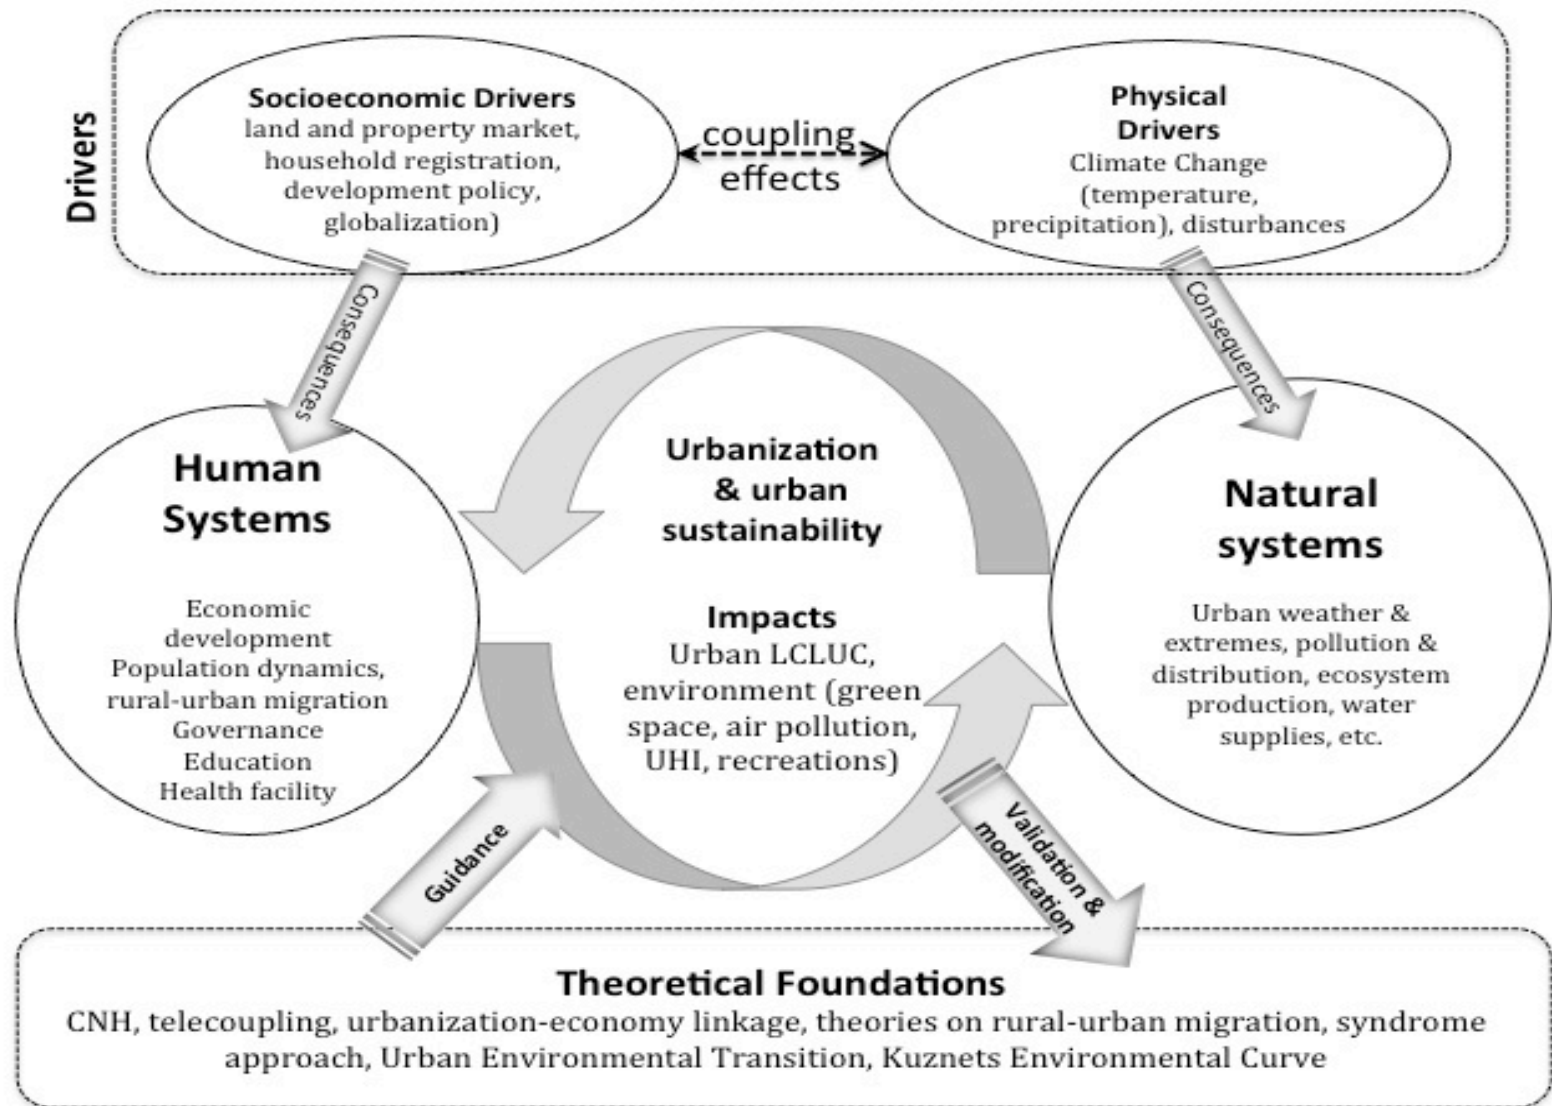 Drivers
Socioeconomic Drivers
land and property market,
household registration,
development policy,
globalization)
coupling
effects
Physical
Drivers
Climate Change
(temperature,
precipitation), disturbances
Consequences
Consequences
Human
Systems
Economic
development
Population dynamics,
rural-urban migration
Governance
Education
Health facility
Urbanization
& urban
sustainability
Impacts
Urban LCLUC,
environment (green
space, air pollution,
UHI, recreations)
Natural
systems
Urban weather &
extremes, pollution &
distribution, ecosystem
production, water
supplies, etc.
Guidance
Validation &
modification
Theoretical Foundations
CNH, telecoupling, urbanization-economy linkage, theories on rural-urban migration, syndrome
approach, Urban Environmental Transition, Kuznets Environmental Curve